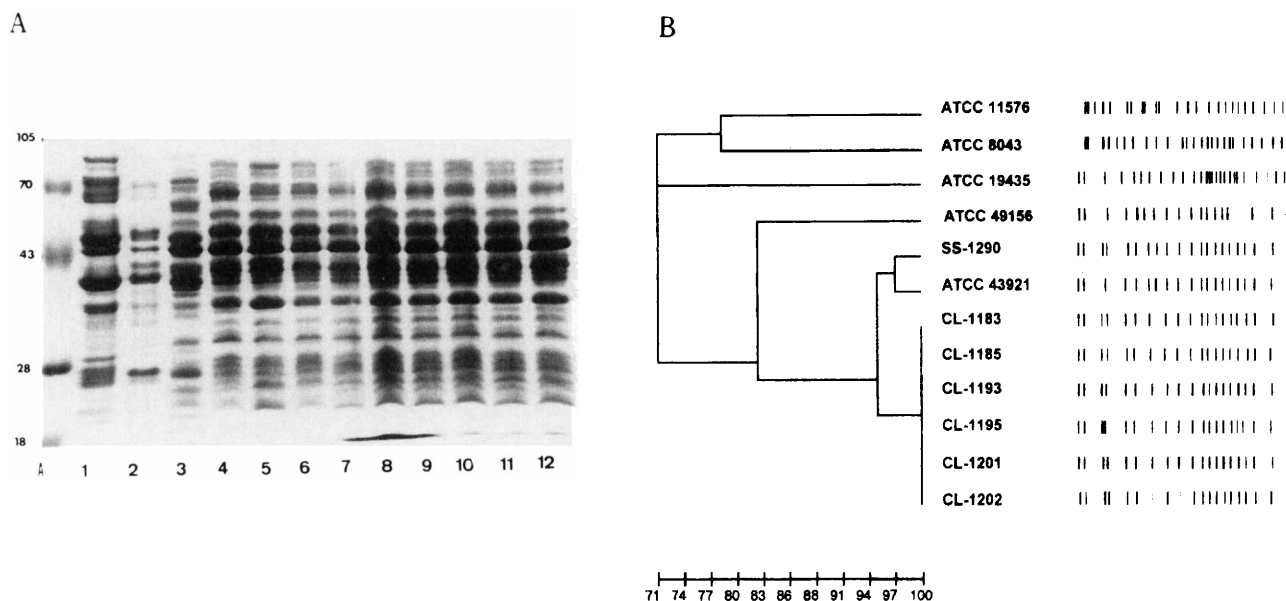 A
105
70
43
28
18
A 1 2 3 4 5 6 7 8 9 10 11 12
B
ATCC 11576
ATCC 8043
ATCC 19435
ATCC 49156
SS-1290
ATCC 43921
CL-1183
CL-1185
CL-1193
CL-1195
CL-1201
CL-1202
71 74 77 80 83 86 88 91 94 97 100